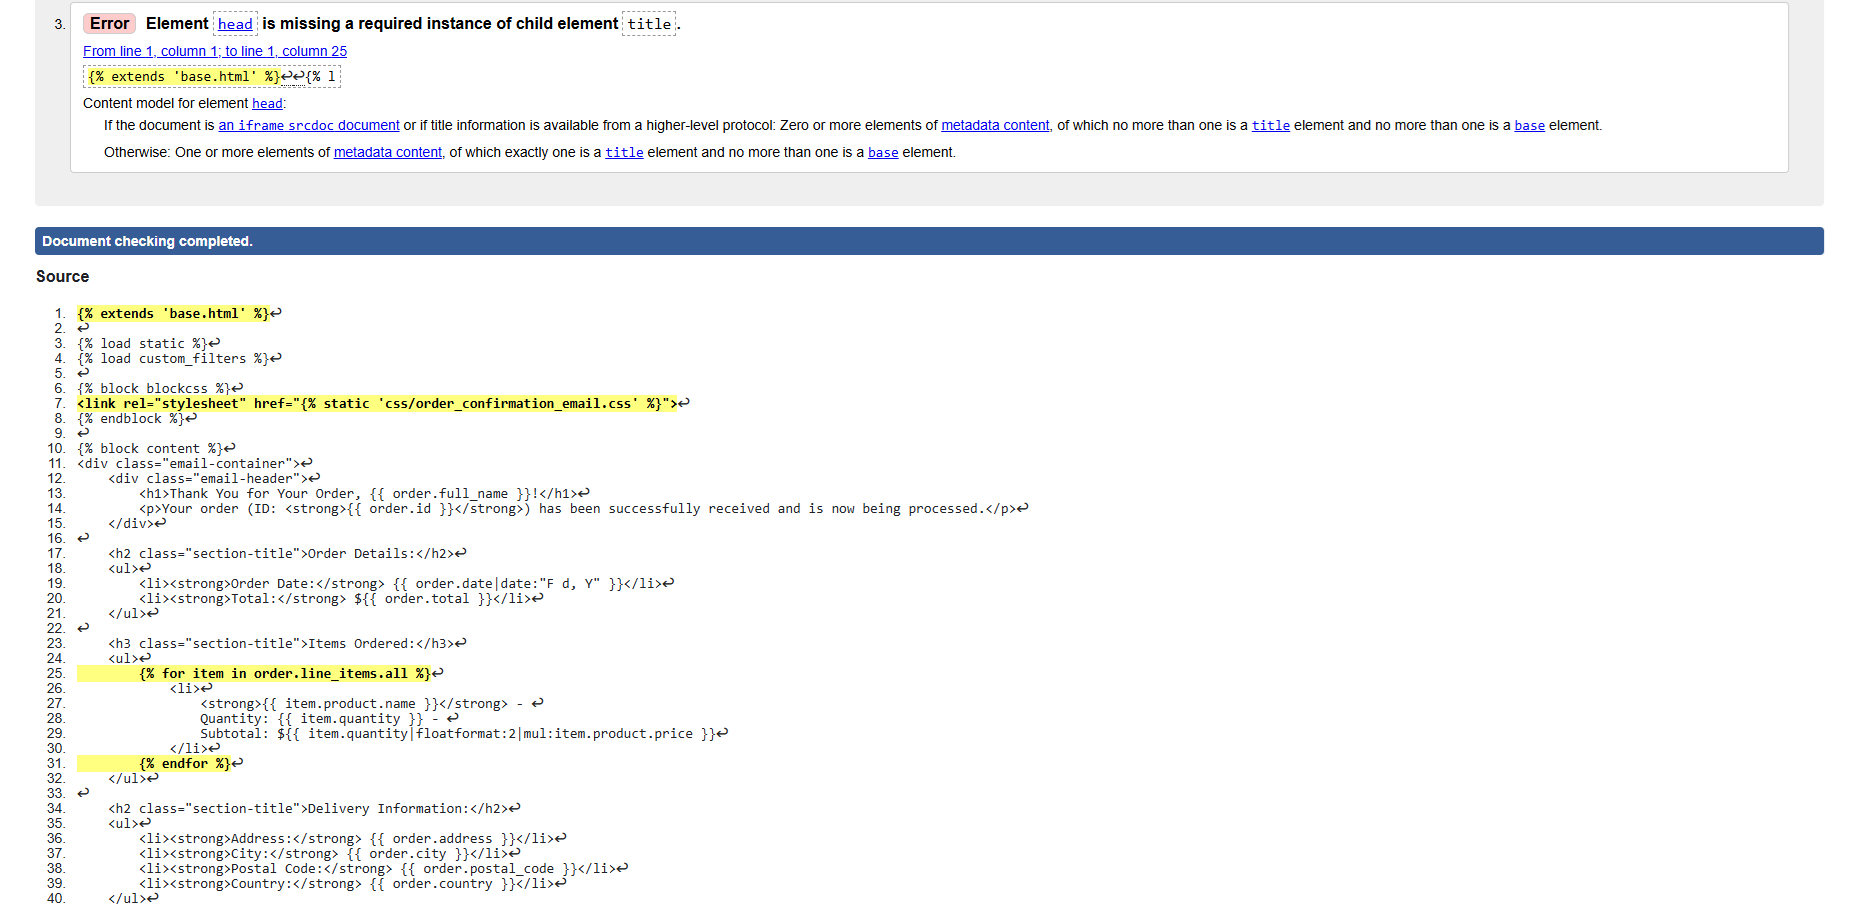 3. Error Element head is missing a required instance of child element title.
From line 1, column 1; to line 1, column 25
{% extends 'base.html' %}↩↩{% l
Content model for element head:
If the document is an iframe srcdoc document or if title information is available from a higher-level protocol: Zero or more elements of metadata content, of which no more than one is a title element and no more than one is a base element.
Otherwise: One or more elements of metadata content, of which exactly one is a title element and no more than one is a base element.
Document checking completed.
Source
1. {% extends 'base.html' %}↩
2. ↩
3. {% load static %}↩
4. {% load custom_filters %}↩
5. ↩
6. {% block blockcss %}↩
7. <link rel="stylesheet" href="{% static 'css/order_confirmation_email.css' %}">↩
8. {% endblock %}↩
9. ↩
10. {% block content %}↩
11. <div class="email-container">↩
12.     <div class="email-header">↩
13.         <h1>Thank You for Your Order, {{ order.full_name }}!</h1>↩
14.         <p>Your order (ID: <strong>{{ order.id }}</strong>) has been successfully received and is now being processed.</p>↩
15.     </div>↩
16. ↩
17.     <h2 class="section-title">Order Details:</h2>↩
18.     <ul>↩
19.         <li><strong>Order Date:</strong> {{ order.date|date:"F d, Y" }}</li>↩
20.         <li><strong>Total:</strong> ${{ order.total }}</li>↩
21.     </ul>↩
22. ↩
23.     <h3 class="section-title">Items Ordered:</h3>↩
24.     <ul>↩
25.         {% for item in order.line_items.all %}↩
26.             <li>↩
27.                 <strong>{{ item.product.name }}</strong> - ↩
28.                 Quantity: {{ item.quantity }} - ↩
29.                 Subtotal: ${{ item.quantity|floatformat:2|mul:item.product.price }}↩
30.             </li>↩
31.         {% endfor %}↩
32.     </ul>↩
33. ↩
34.     <h2 class="section-title">Delivery Information:</h2>↩
35.     <ul>↩
36.         <li><strong>Address:</strong> {{ order.address }}</li>↩
37.         <li><strong>City:</strong> {{ order.city }}</li>↩
38.         <li><strong>Postal Code:</strong> {{ order.postal_code }}</li>↩
39.         <li><strong>Country:</strong> {{ order.country }}</li>↩
40.     </ul>↩